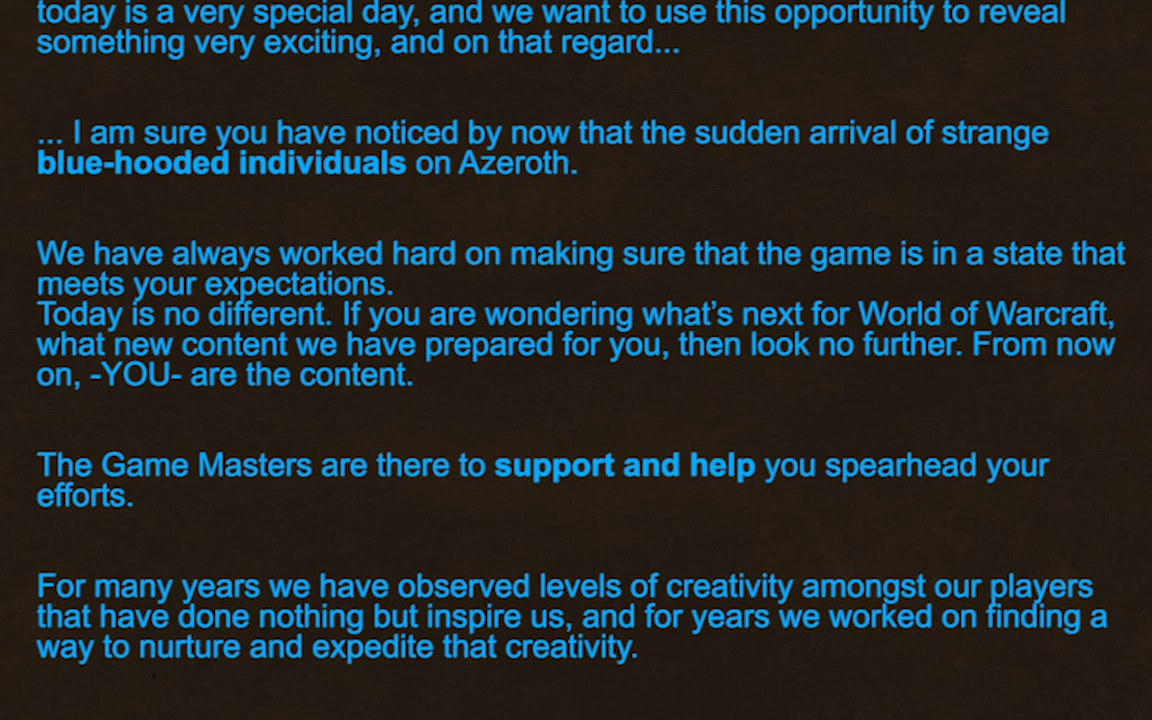 today is a very special day, and we want to use this opportunity to reveal
something very exciting, and on that regard...
... I am sure you have noticed by now that the sudden arrival of strange
blue-hooded individuals on Azeroth.
We have always worked hard on making sure that the game is in a state that
meets your expectations.
Today is no different. If you are wondering what’s next for World of Warcraft,
what new content we have prepared for you, then look no further. From now
on, -YOU- are the content.
The Game Masters are there to support and help you spearhead your
efforts.
For many years we have observed levels of creativity amongst our players
that have done nothing but inspire us, and for years we worked on finding a
way to nurture and expedite that creativity.